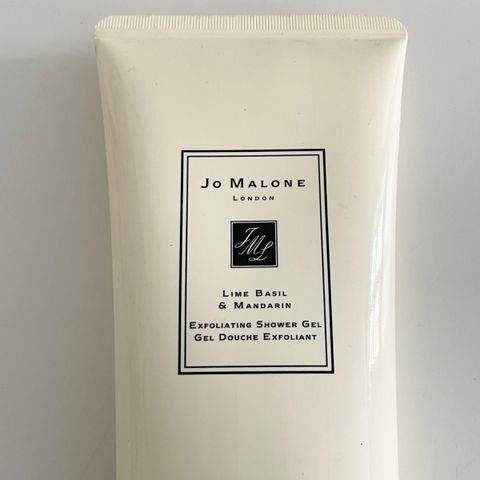 Jo Malone
London
JML
Lime Basil
& Mandarin
Exfoliating Shower Gel
Gel Douche Exfoliant